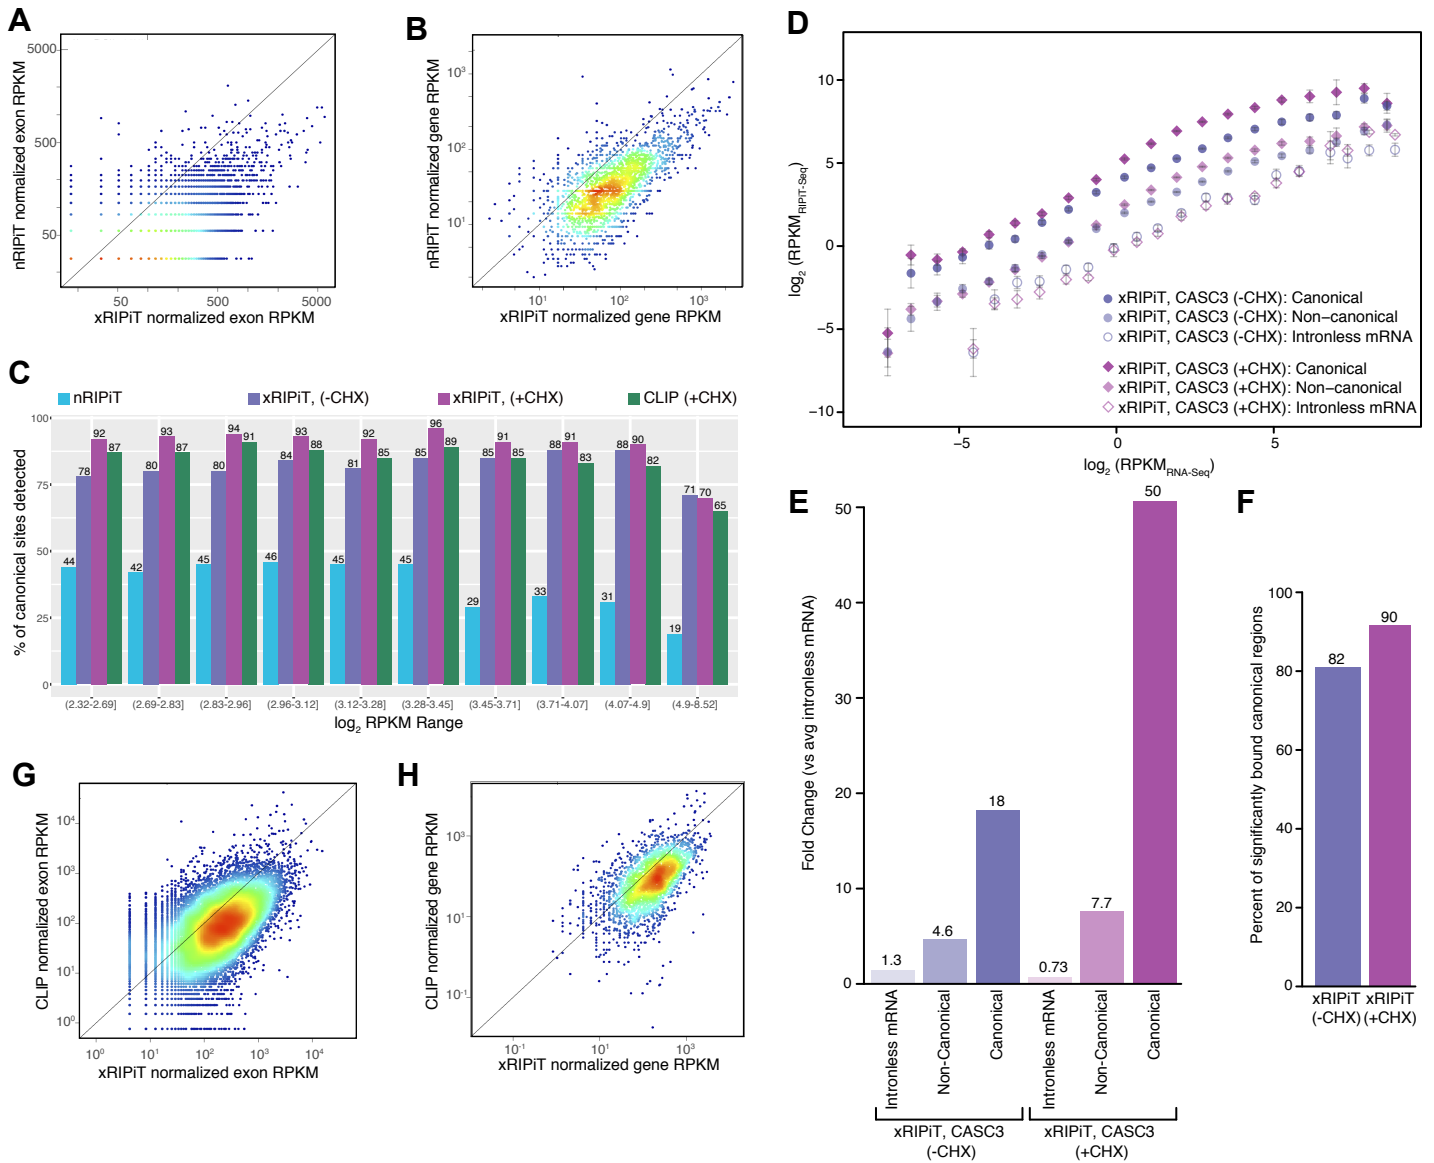 A
nRIPiT normalized exon RPKM
5000
500
50
50 500 5000
xRIPiT normalized exon RPKM
B
nRIPiT normalized gene RPKM
10³
10²
10¹
10¹ 10² 10³
xRIPiT normalized gene RPKM
C
nRIPiT xRIPiT, (-CHX) xRIPiT, (+CHX) CLIP (+CHX)
% of canonical sites detected
100
75
50
25
0
44 78 92 87
42 80 93 87
45 80 94 91
46 84 93 88
45 81 92 85
45 85 96 89
29 85 91 85
33 88 91 83
31 88 90 82
19 71 70 65
(2.32-2.69] (2.69-2.83] (2.83-2.96] (2.96-3.12] (3.12-3.28] (3.28-3.45] (3.45-3.71] (3.71-4.07] (4.07-4.9] (4.9-8.52]
log₂ RPKM Range
D
log₂ (RPKM RIPiT-Seq)
10
5
0
−5
−10
xRIPiT, CASC3 (-CHX): Canonical
xRIPiT, CASC3 (-CHX): Non−canonical
xRIPiT, CASC3 (-CHX): Intronless mRNA
xRIPiT, CASC3 (+CHX): Canonical
xRIPiT, CASC3 (+CHX): Non−canonical
xRIPiT, CASC3 (+CHX): Intronless mRNA
−5 0 5
log₂ (RPKM RNA-Seq)
E
Fold Change (vs avg intronless mRNA)
50
40
30
20
10
0
1.3 4.6 18 0.73 7.7 50
Intronless mRNA
Non-Canonical
Canonical
Intronless mRNA
Non-Canonical
Canonical
xRIPiT, CASC3
(-CHX)
xRIPiT, CASC3
(+CHX)
F
Percent of significantly bound canonical regions
100
80
60
40
20
0
82 90
xRIPiT xRIPiT
(-CHX) (+CHX)
G
CLIP normalized exon RPKM
10⁴
10³
10²
10¹
10⁰
10⁰ 10¹ 10² 10³ 10⁴
xRIPiT normalized exon RPKM
H
CLIP normalized gene RPKM
10³
10¹
10⁻¹
10⁻¹ 10¹ 10³
xRIPiT normalized gene RPKM